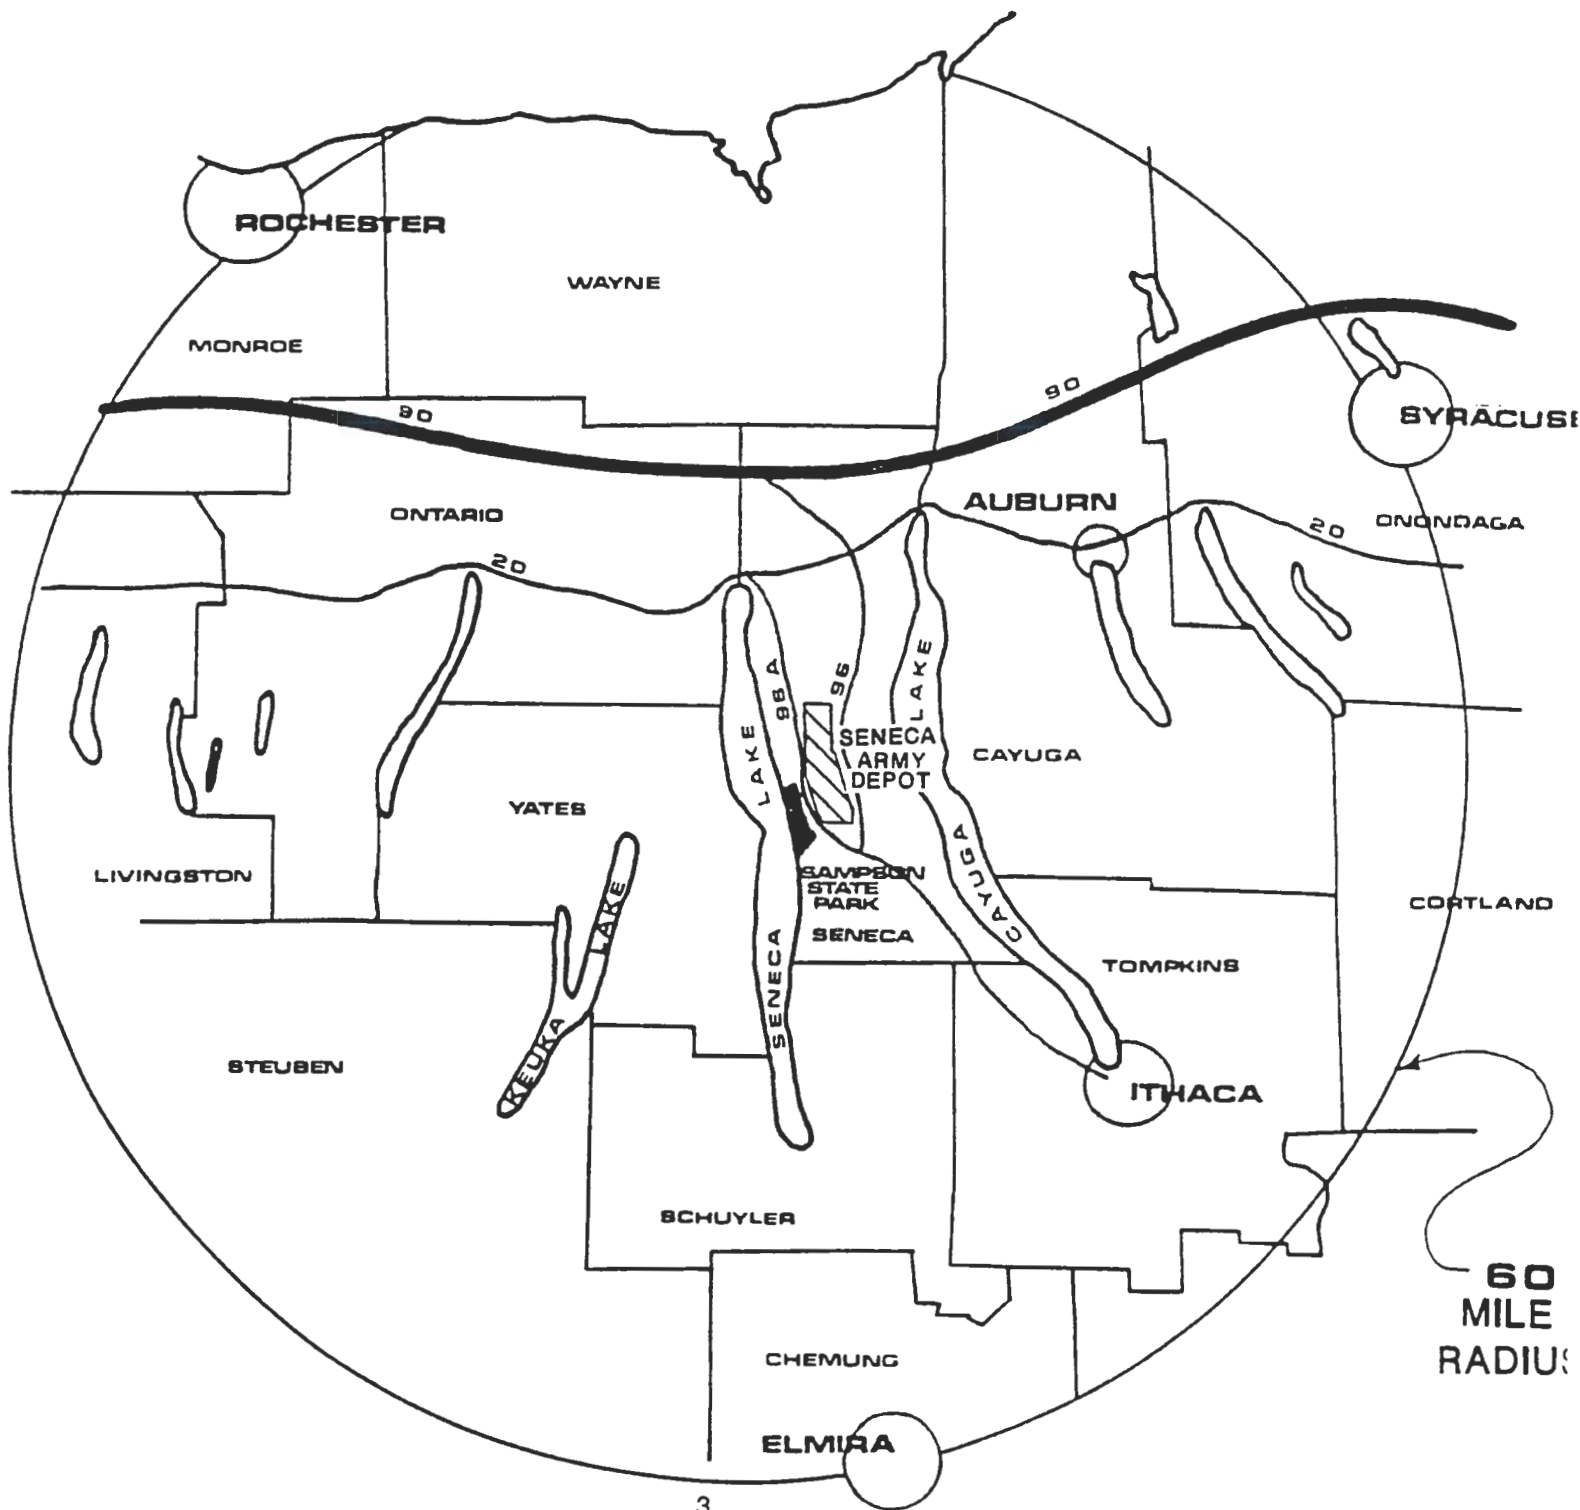 ROCHESTER
WAYNE
MONROE
90
90
SYRACUSE
ONTARIO
AUBURN
20
ONONDAGA
20
LAKE
96
LAKE
SENECA
ARMY
DEPOT
CAYUGA
YATES
LIVINGSTON
SAMPSON
STATE
PARK
SENECA
LAKE
KEUKA
SENECA
CAYUGA
CORTLAND
TOMPKINS
STEUBEN
ITHACA
SCHUYLER
60
MILE
RADIUS
CHEMUNG
ELMIRA
3